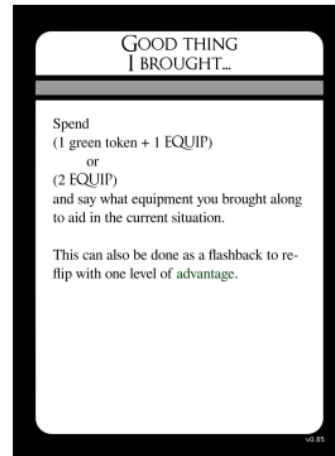 GOOD THING
I BROUGHT...
Spend
(1 green token + 1 EQUIP)
or
(2 EQUIP)
and say what equipment you brought along
to aid in the current situation.
This can also be done as a flashback to re-
flip with one level of advantage.
v0.85